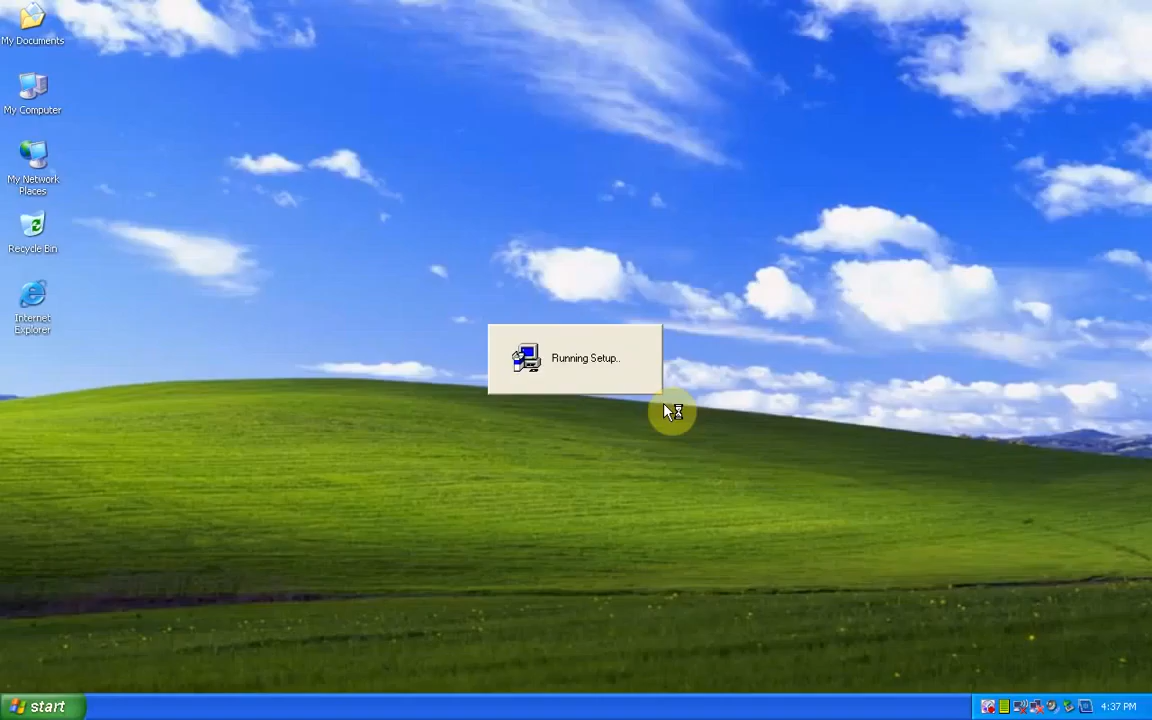 My Documents
My Computer
My Network
Places
Recycle Bin
Internet
Explorer
Running Setup..
start
4:37 PM